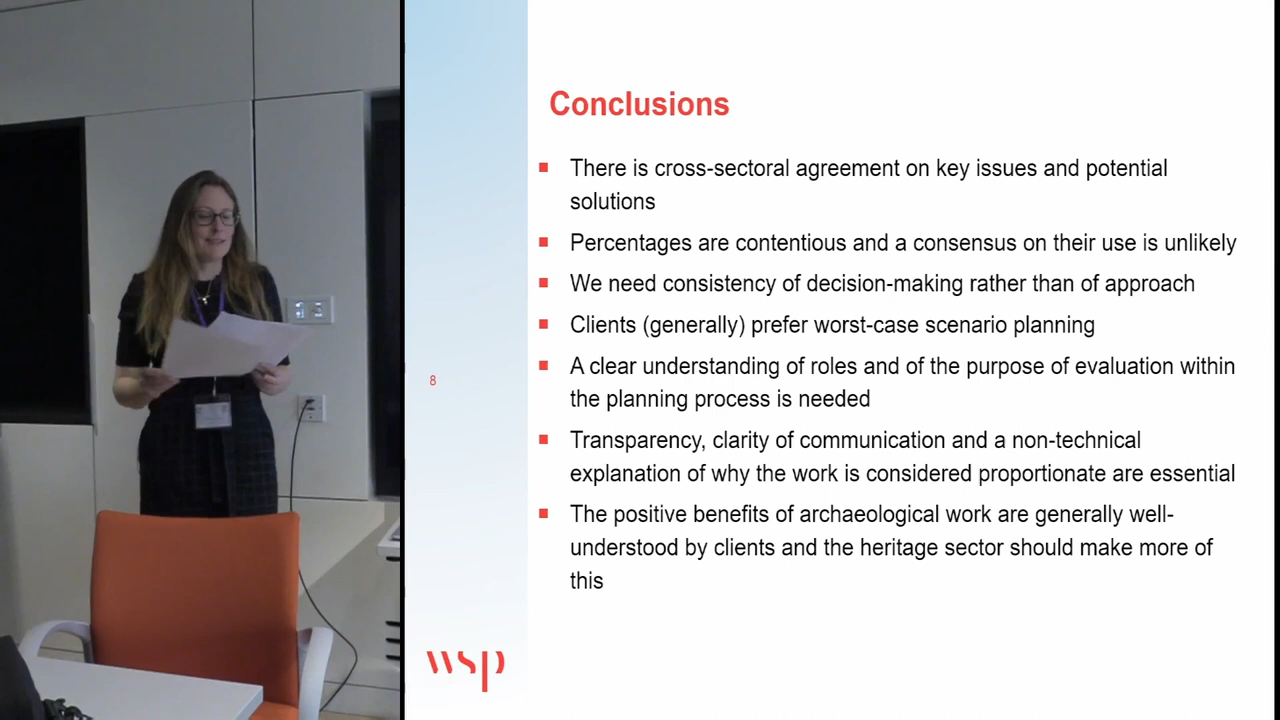 Conclusions
There is cross-sectoral agreement on key issues and potential
solutions
Percentages are contentious and a consensus on their use is unlikely
We need consistency of decision-making rather than of approach
Clients (generally) prefer worst-case scenario planning
A clear understanding of roles and of the purpose of evaluation within
the planning process is needed
Transparency, clarity of communication and a non-technical
explanation of why the work is considered proportionate are essential
The positive benefits of archaeological work are generally well-
understood by clients and the heritage sector should make more of
this
8
wsp